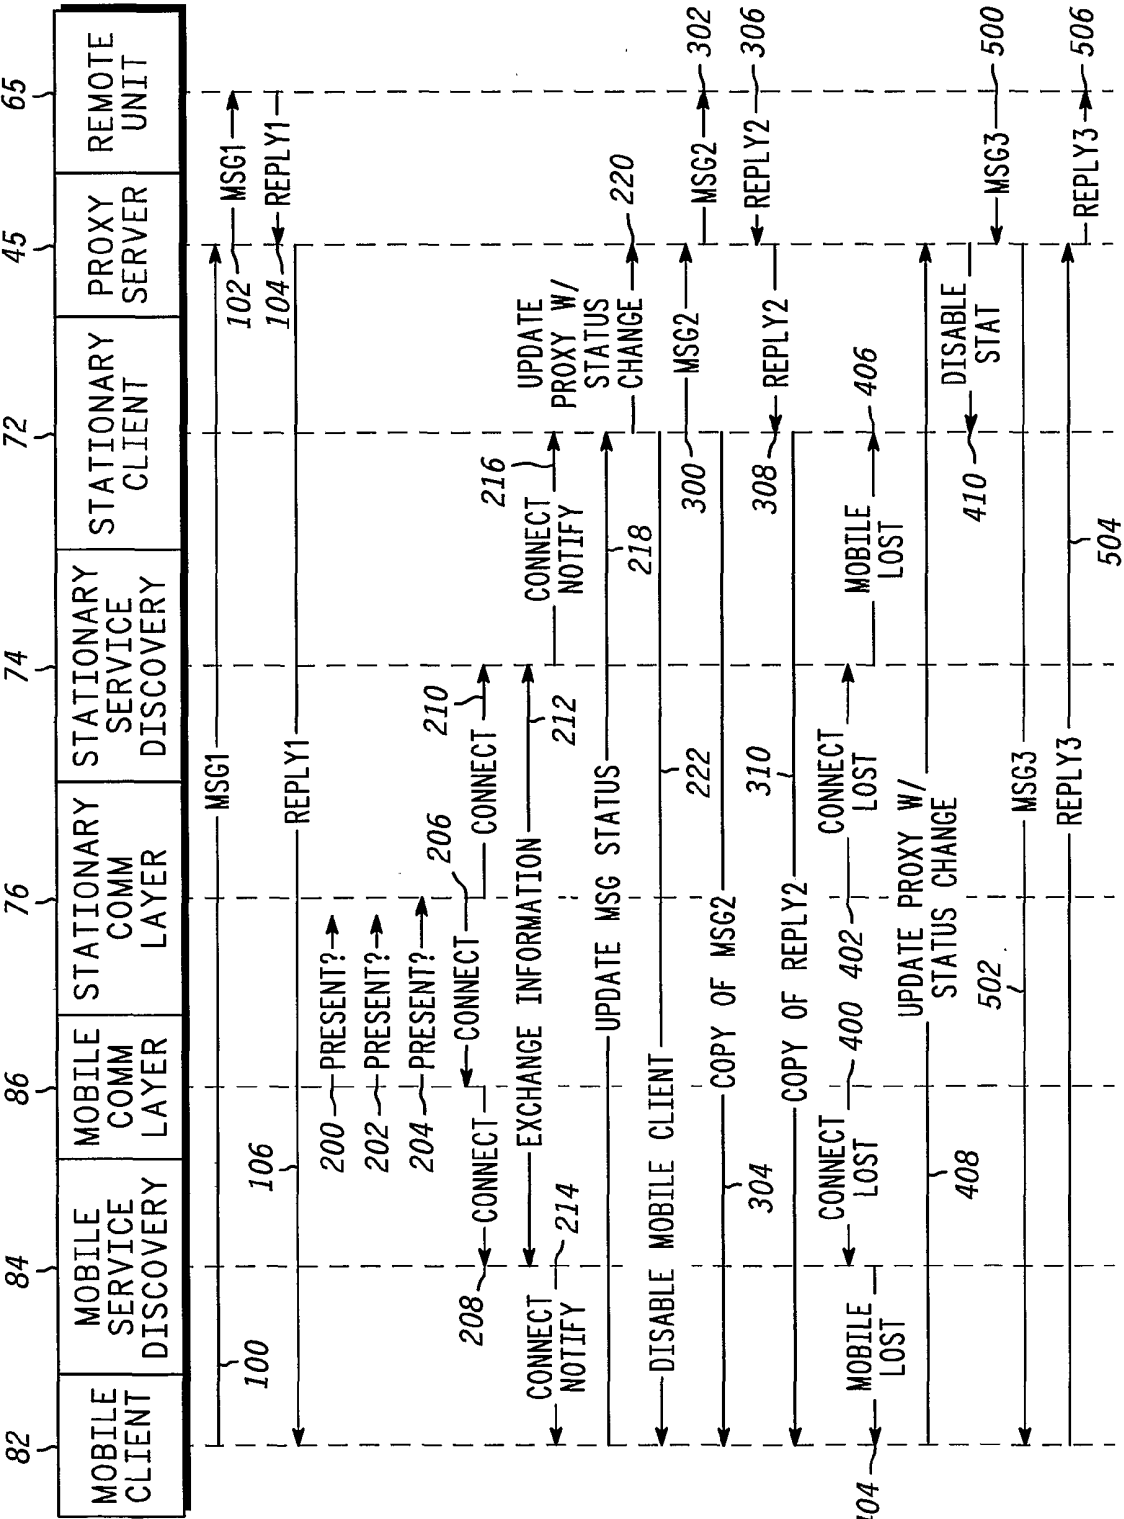 82
86
84
76
74
72
45
65
MOBILE
CLIENT
MOBILE
SERVICE
DISCOVERY
MOBILE
COMM
LAYER
STATIONARY
COMM
LAYER
STATIONARY
SERVICE
DISCOVERY
STATIONARY
CLIENT
PROXY
SERVER
REMOTE
UNIT
100
MSG1
102
MSG1
104
REPLY1
106
REPLY1
200
PRESENT?
202
PRESENT?
204
PRESENT?
206
CONNECT
208
CONNECT
CONNECT
210
EXCHANGE INFORMATION
212
CONNECT
NOTIFY
214
CONNECT
NOTIFY
216
UPDATE MSG STATUS
218
UPDATE
PROXY W/
STATUS
CHANGE
220
DISABLE MOBILE CLIENT
222
300
MSG2
MSG2
302
304
COPY OF MSG2
REPLY2
306
308
REPLY2
COPY OF REPLY2
310
CONNECT
LOST
400
402
CONNECT
LOST
404
MOBILE
LOST
MOBILE
LOST
406
408
UPDATE PROXY W/
STATUS CHANGE
410
DISABLE
STAT
MSG3
500
502
MSG3
REPLY3
504
REPLY3
506